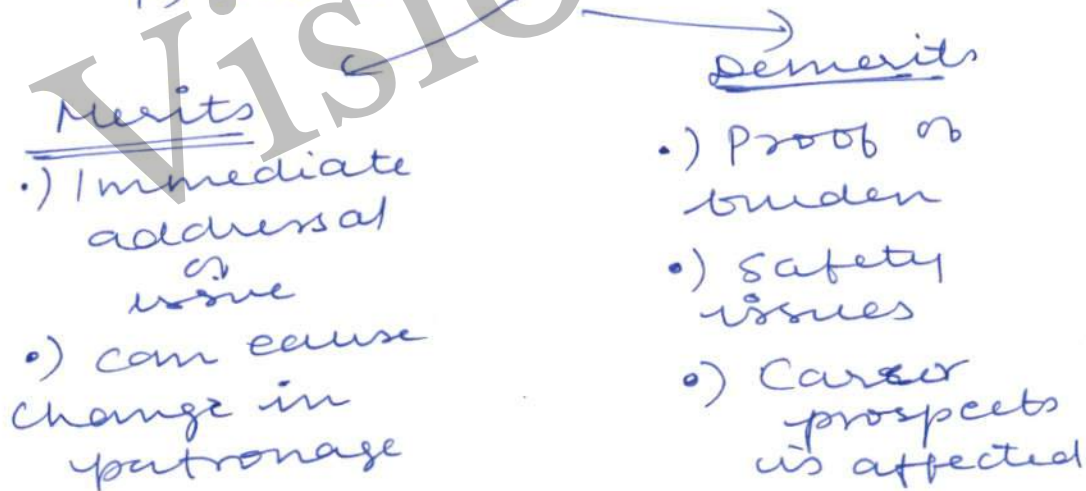 Merits
•) Immediate
addressal
of
issue
•) can cause
change in
patronage
Demerits
•) Proof of
burden
•) Safety
issues
•) Career
prospects
is affected